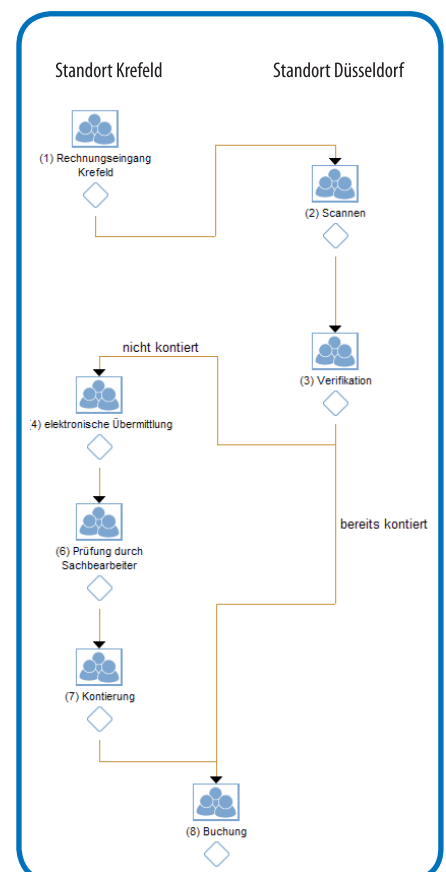 Standort Krefeld
Standort Düsseldorf
(1) Rechnungseingang
Krefeld
(2) Scannen
nicht kontiert
(3) Verifikation
4) elektronische Übermittlung
bereits kontiert
(6) Prüfung durch
Sachbearbeiter
(7) Kontierung
(8) Buchung